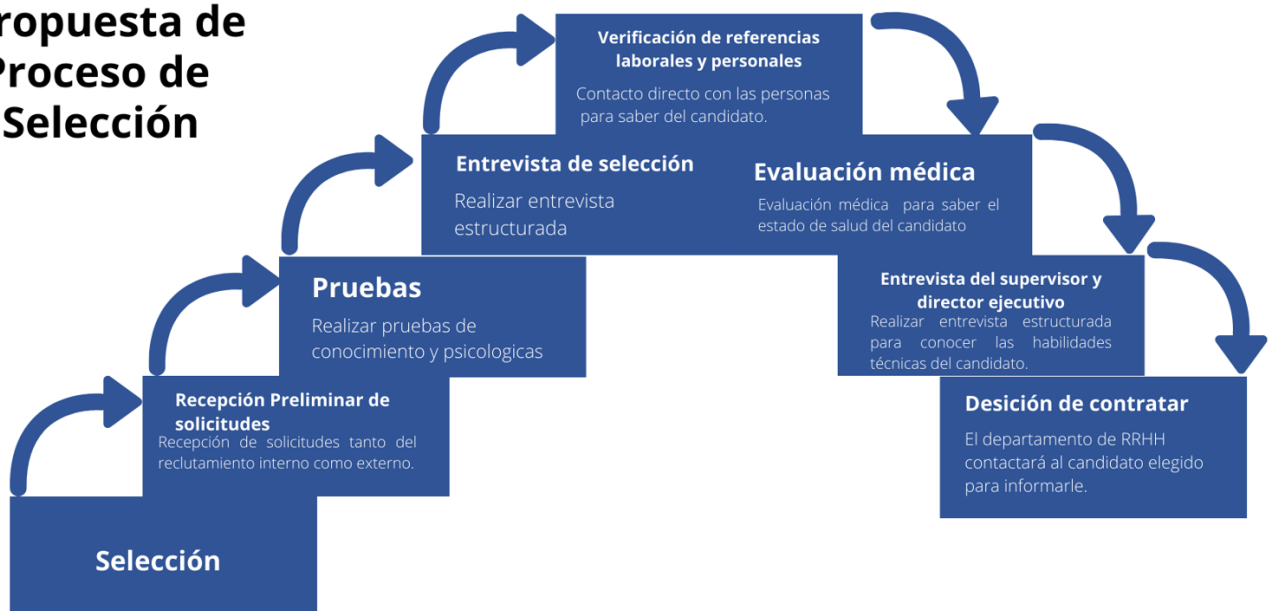 ropuesta de
Proceso de
Selección
Verificación de referencias
laborales y personales
Contacto directo con las personas
para saber del candidato.
Entrevista de selección
Realizar entrevista
estructurada
Evaluación médica
Evaluación médica para saber el
estado de salud del candidato
Pruebas
Realizar pruebas de
conocimiento y psicologicas
Entrevista del supervisor y
director ejecutivo
Realizar entrevista estructurada
para conocer las habilidades
técnicas del candidato.
Recepción Preliminar de
solicitudes
Recepción de solicitudes tanto del
reclutamiento interno como externo.
Desición de contratar
El departamento de RRHH
contactará al candidato elegido
para informarle.
Selección